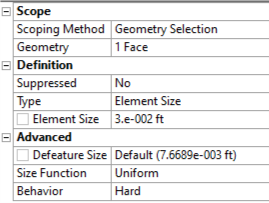 Scope
Scoping Method Geometry Selection
Geometry 1 Face
Definition
Suppressed No
Type Element Size
Element Size 3.e-002 ft
Advanced
Defeature Size Default (7.6689e-003 ft)
Size Function Uniform
Behavior Hard